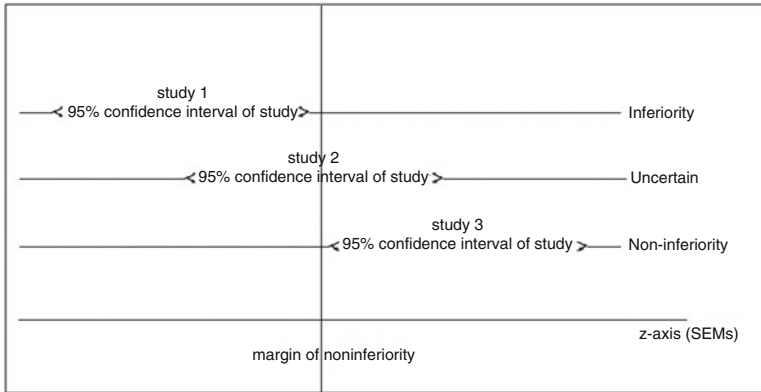 study 1
95% confidence interval of study
Inferiority
study 2
95% confidence interval of study
Uncertain
study 3
95% confidence interval of study
Non-inferiority
z-axis (SEMs)
margin of noninferiority